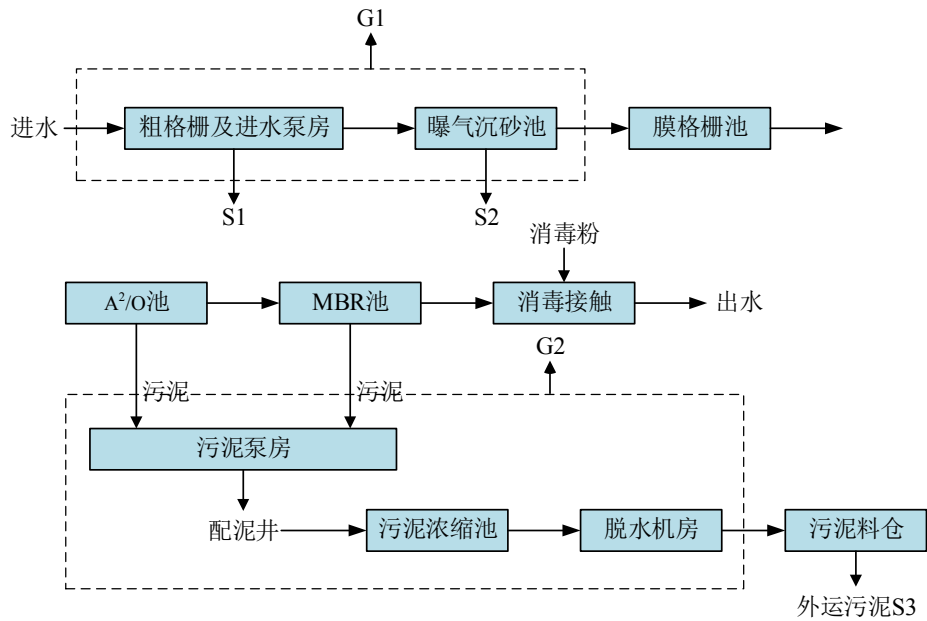 G1
进水
粗格栅及进水泵房
曝气沉砂池
膜格栅池
S1
S2
消毒粉
A²/O池
MBR池
消毒接触
出水
G2
污泥
污泥
污泥泵房
配泥井
污泥浓缩池
脱水机房
污泥料仓
外运污泥S3